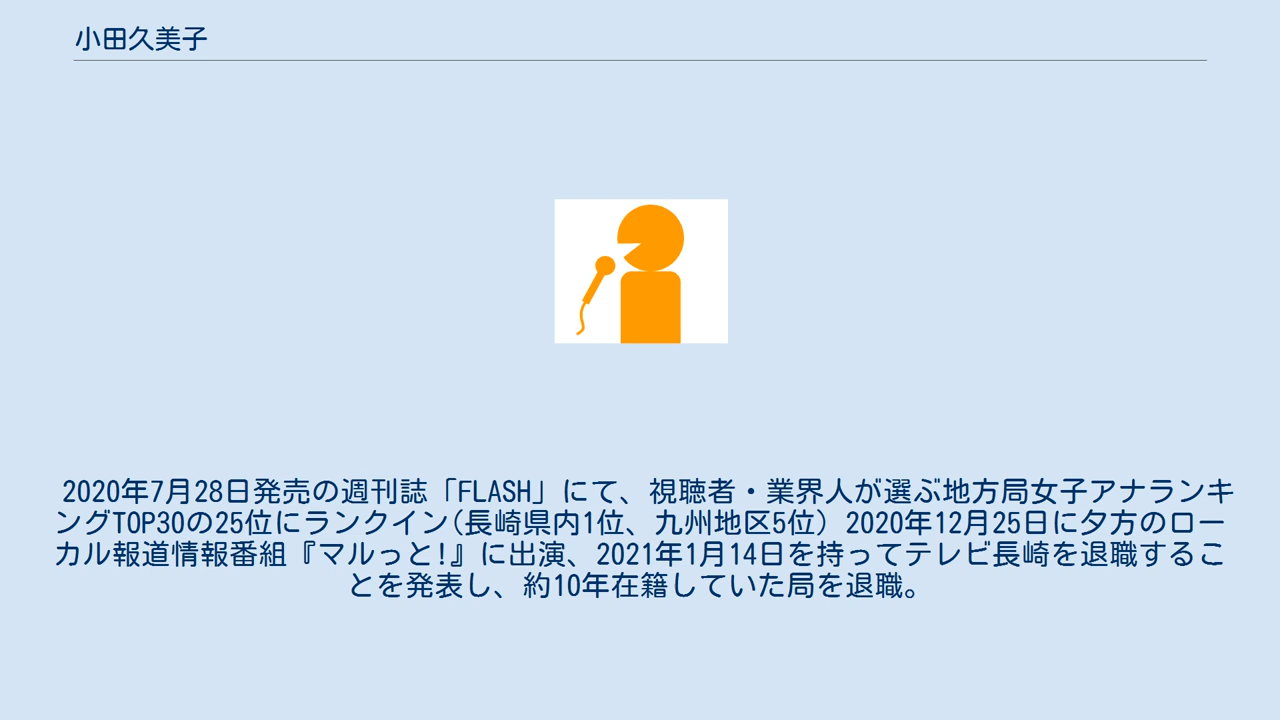 小田久美子
2020年7月28日発売の週刊誌「FLASH」にて、視聴者・業界人が選ぶ地方局女子アナランキ
ングTOP30の25位にランクイン(長崎県内1位、九州地区5位) 2020年12月25日に夕方のロー
カル報道情報番組『マルっと!』に出演、2021年1月14日を持ってテレビ長崎を退職するこ
とを発表し、約10年在籍していた局を退職。